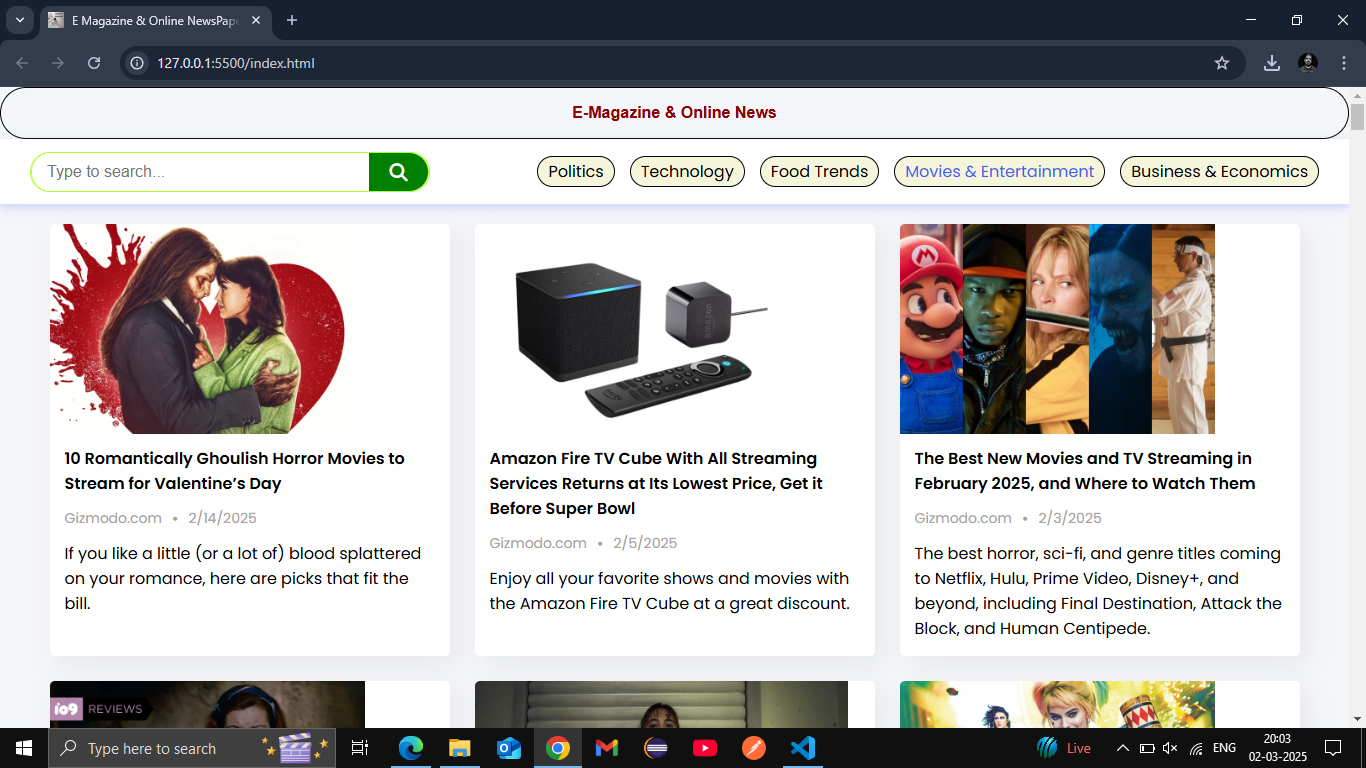 E Magazine & Online NewsPape
127.0.0.1:5500/index.html
E-Magazine & Online News
Type to search...
Politics
Technology
Food Trends
Movies & Entertainment
Business & Economics
amazon
10 Romantically Ghoulish Horror Movies to
Stream for Valentine’s Day
Gizmodo.com • 2/14/2025
If you like a little (or a lot of) blood splattered
on your romance, here are picks that fit the
bill.
Amazon Fire TV Cube With All Streaming
Services Returns at Its Lowest Price, Get it
Before Super Bowl
Gizmodo.com • 2/5/2025
Enjoy all your favorite shows and movies with
the Amazon Fire TV Cube at a great discount.
The Best New Movies and TV Streaming in
February 2025, and Where to Watch Them
Gizmodo.com • 2/3/2025
The best horror, sci-fi, and genre titles coming
to Netflix, Hulu, Prime Video, Disney+, and
beyond, including Final Destination, Attack the
Block, and Human Centipede.
io9 REVIEWS
Type here to search
Live
ENG
20:03
02-03-2025